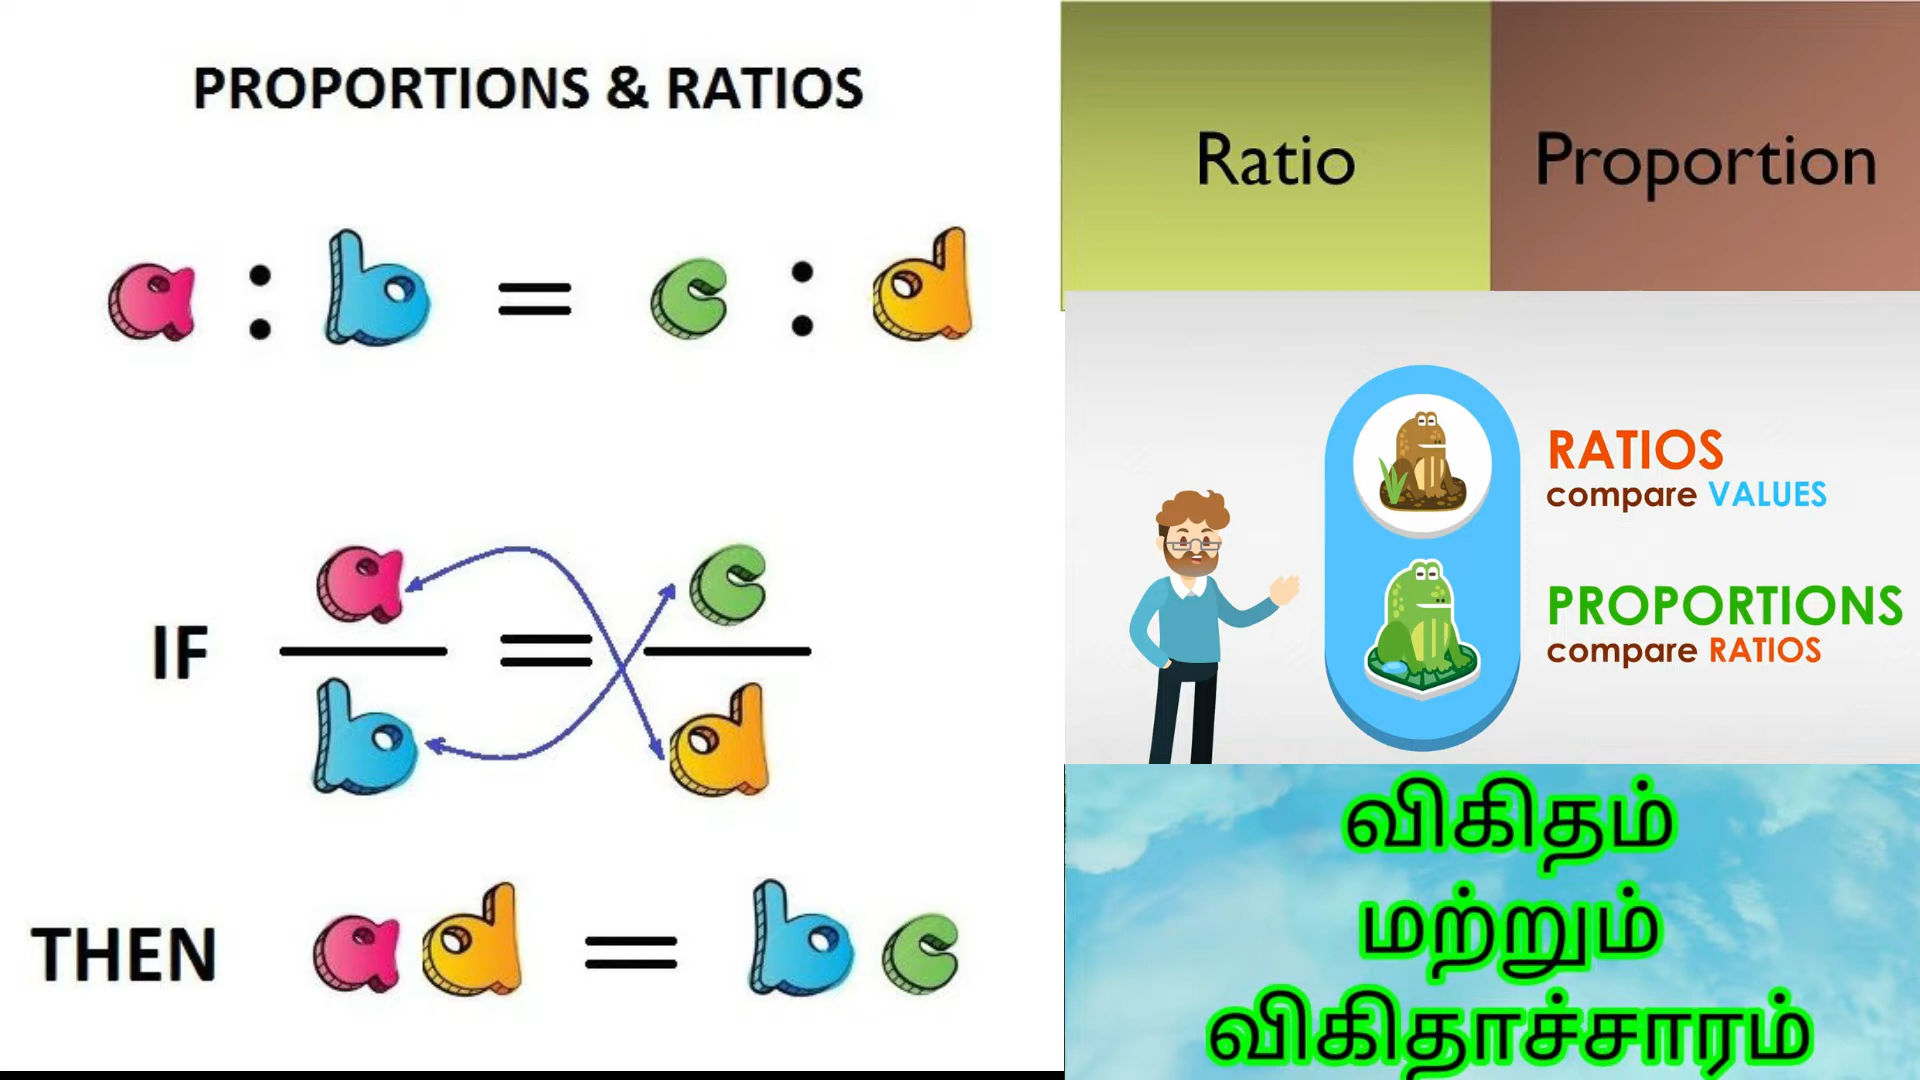 PROPORTIONS & RATIOS
a : b = c : d
IF a/b = c/d
THEN ad = bc
Ratio
Proportion
RATIOS
compare VALUES
PROPORTIONS
compare RATIOS
விகிதம்
மற்றும்
விகிதாச்சாரம்